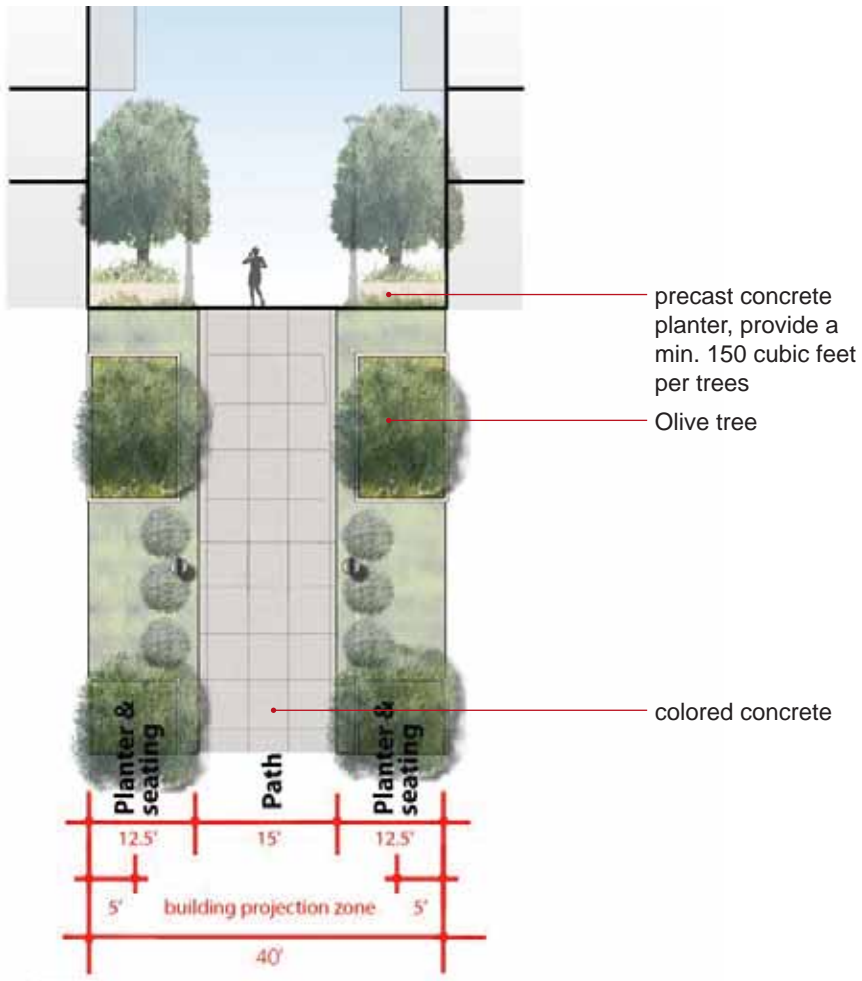 precast concrete
planter, provide a
min. 150 cubic feet
per trees
Olive tree
colored concrete
Planter &
seating
Path
Planter &
seating
12.5'
15'
12.5'
5'
building projection zone
5'
40'